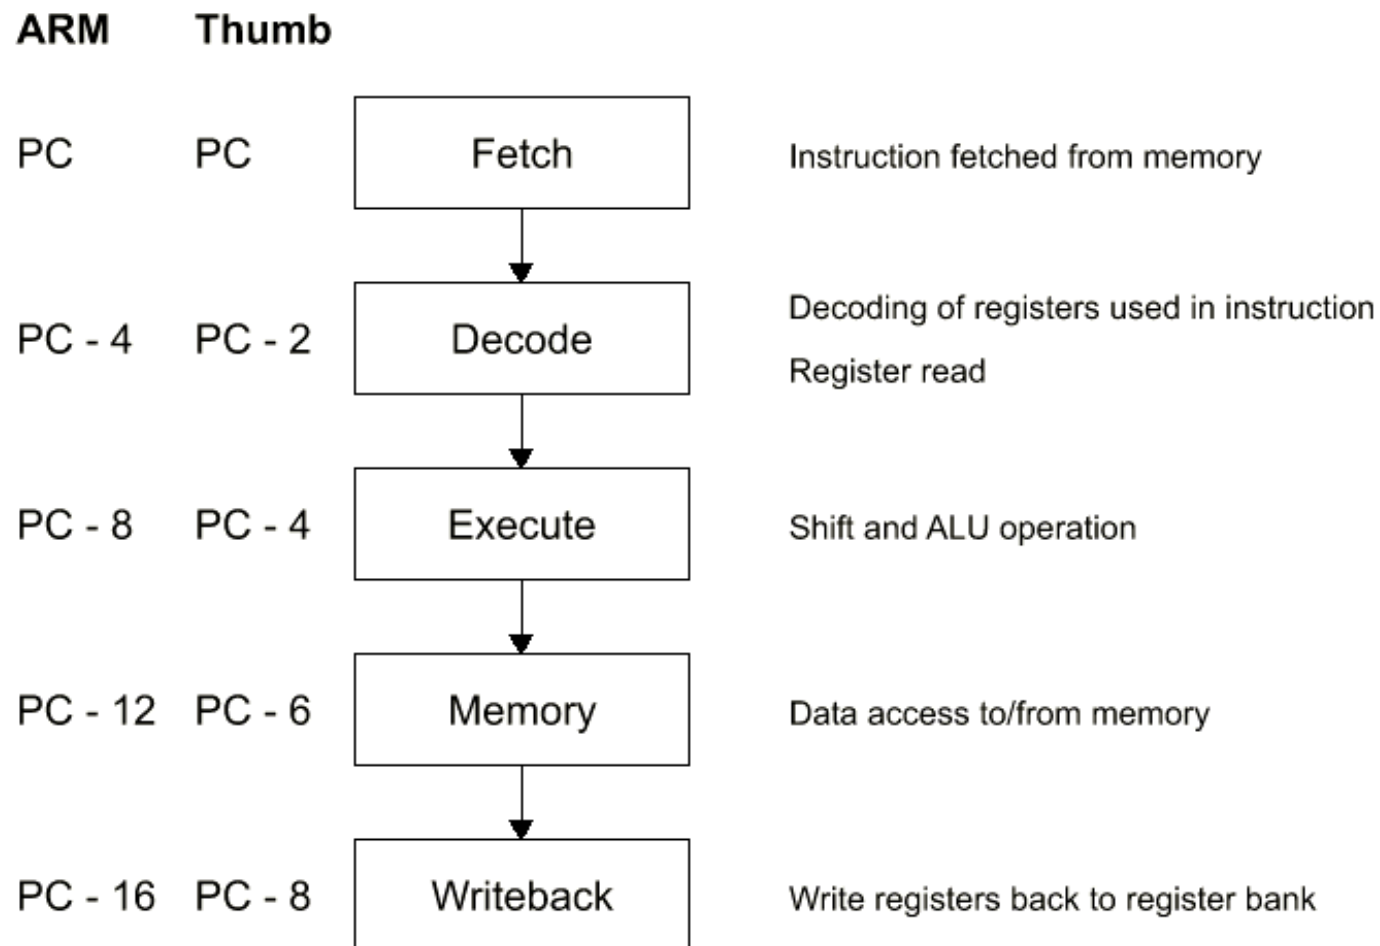 ARM Thumb
PC PC Fetch Instruction fetched from memory
Decoding of registers used in instruction
PC - 4 PC - 2 Decode
Register read
PC - 8 PC - 4 Execute Shift and ALU operation
PC - 12 PC - 6 Memory Data access to/from memory
PC - 16 PC - 8 Writeback Write registers back to register bank